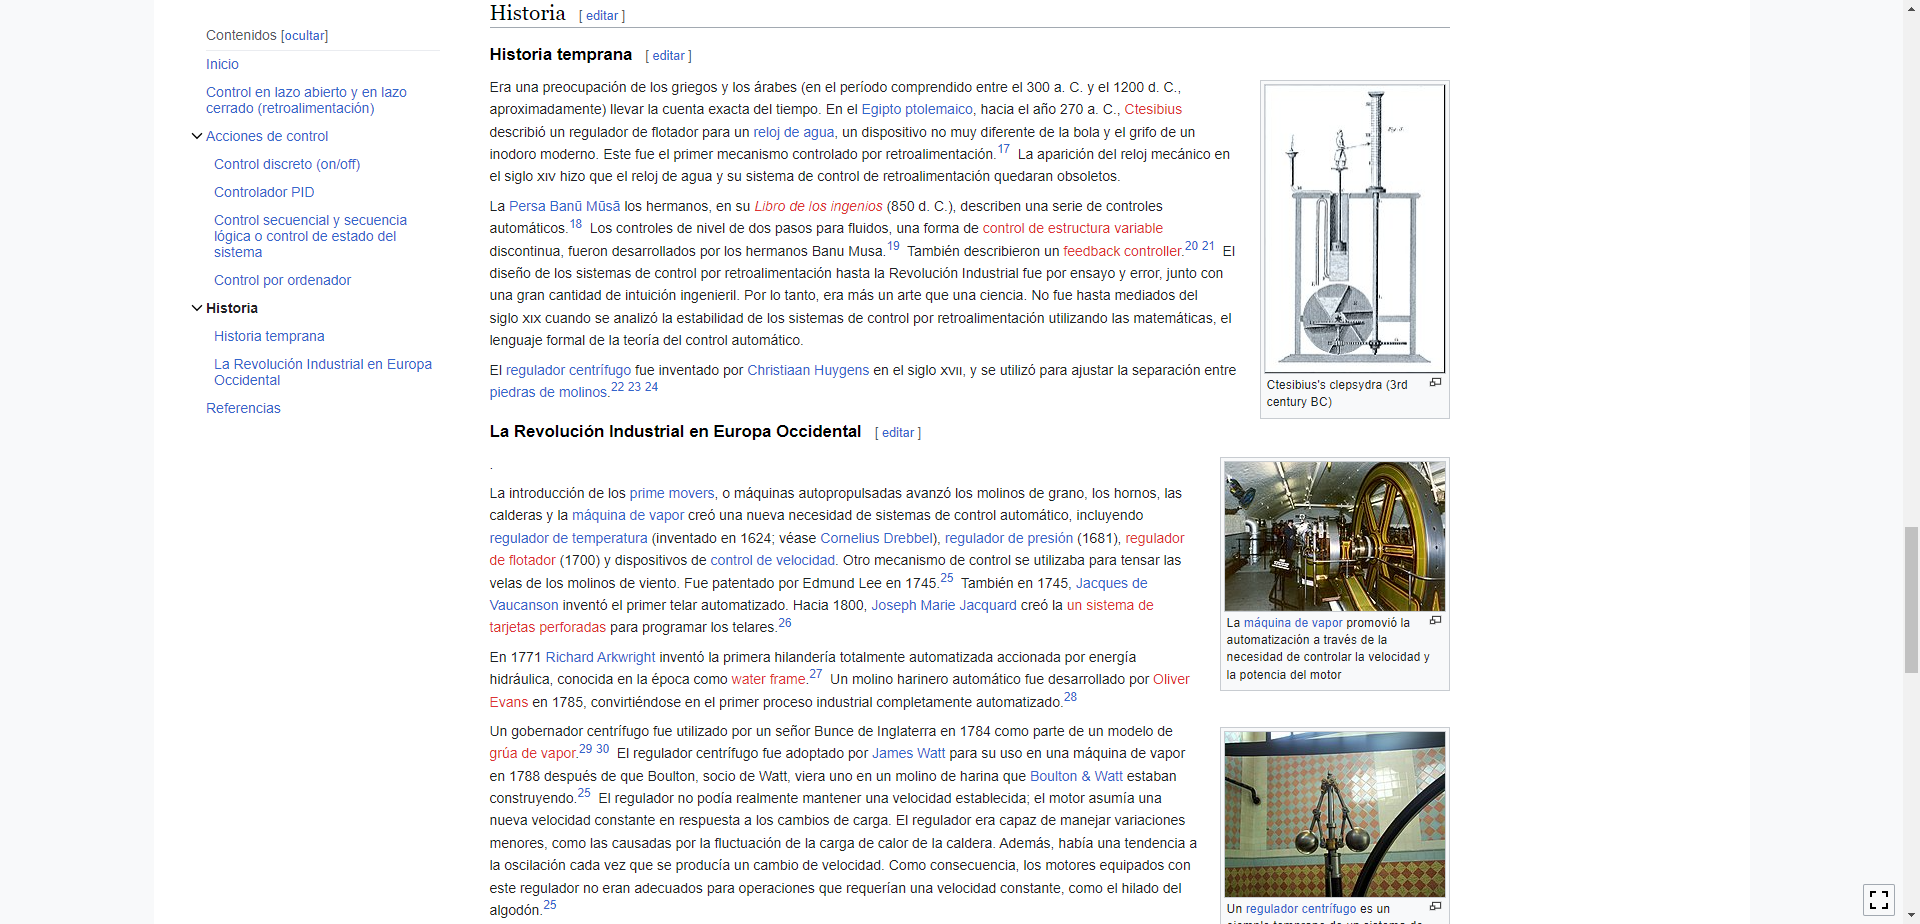 Contenidos [ocultar]
Inicio
Control en lazo abierto y en lazo
cerrado (retroalimentación)
Acciones de control
Control discreto (on/off)
Controlador PID
Control secuencial y secuencia
lógica o control de estado del
sistema
Control por ordenador
Historia
Historia temprana
La Revolución Industrial en Europa
Occidental
Referencias
Historia [ editar ]
Historia temprana [ editar ]
Era una preocupación de los griegos y los árabes (en el período comprendido entre el 300 a. C. y el 1200 d. C.,
aproximadamente) llevar la cuenta exacta del tiempo. En el Egipto ptolemaico, hacia el año 270 a. C., Ctesibius
describió un regulador de flotador para un reloj de agua, un dispositivo no muy diferente de la bola y el grifo de un
inodoro moderno. Este fue el primer mecanismo controlado por retroalimentación.17 La aparición del reloj mecánico en
el siglo XIV hizo que el reloj de agua y su sistema de control de retroalimentación quedaran obsoletos.
La Persa Banū Mūsā los hermanos, en su Libro de los ingenios (850 d. C.), describen una serie de controles
automáticos.18 Los controles de nivel de dos pasos para fluidos, una forma de control de estructura variable
discontinua, fueron desarrollados por los hermanos Banu Musa.19 También describieron un feedback controller.20 21 El
diseño de los sistemas de control por retroalimentación hasta la Revolución Industrial fue por ensayo y error, junto con
una gran cantidad de intuición ingenieril. Por lo tanto, era más un arte que una ciencia. No fue hasta mediados del
siglo XIX cuando se analizó la estabilidad de los sistemas de control por retroalimentación utilizando las matemáticas, el
lenguaje formal de la teoría del control automático.
El regulador centrífugo fue inventado por Christiaan Huygens en el siglo XVII, y se utilizó para ajustar la separación entre
piedras de molinos.22 23 24
Fig. 3.
Ctesibius's clepsydra (3rd
century BC)
La Revolución Industrial en Europa Occidental [ editar ]
.
La introducción de los prime movers, o máquinas autopropulsadas avanzó los molinos de grano, los hornos, las
calderas y la máquina de vapor creó una nueva necesidad de sistemas de control automático, incluyendo
regulador de temperatura (inventado en 1624; véase Cornelius Drebbel), regulador de presión (1681), regulador
de flotador (1700) y dispositivos de control de velocidad. Otro mecanismo de control se utilizaba para tensar las
velas de los molinos de viento. Fue patentado por Edmund Lee en 1745.25 También en 1745, Jacques de
Vaucanson inventó el primer telar automatizado. Hacia 1800, Joseph Marie Jacquard creó la un sistema de
tarjetas perforadas para programar los telares.26
En 1771 Richard Arkwright inventó la primera hilandería totalmente automatizada accionada por energía
hidráulica, conocida en la época como water frame.27 Un molino harinero automático fue desarrollado por Oliver
Evans en 1785, convirtiéndose en el primer proceso industrial completamente automatizado.28
Un gobernador centrífugo fue utilizado por un señor Bunce de Inglaterra en 1784 como parte de un modelo de
grúa de vapor.29 30 El regulador centrífugo fue adoptado por James Watt para su uso en una máquina de vapor
en 1788 después de que Boulton, socio de Watt, viera uno en un molino de harina que Boulton & Watt estaban
construyendo.25 El regulador no podía realmente mantener una velocidad establecida; el motor asumía una
nueva velocidad constante en respuesta a los cambios de carga. El regulador era capaz de manejar variaciones
menores, como las causadas por la fluctuación de la carga de calor de la caldera. Además, había una tendencia a
la oscilación cada vez que se producía un cambio de velocidad. Como consecuencia, los motores equipados con
este regulador no eran adecuados para operaciones que requerían una velocidad constante, como el hilado del
algodón.25
La máquina de vapor promovió la
automatización a través de la
necesidad de controlar la velocidad y
la potencia del motor
Un regulador centrífugo es un